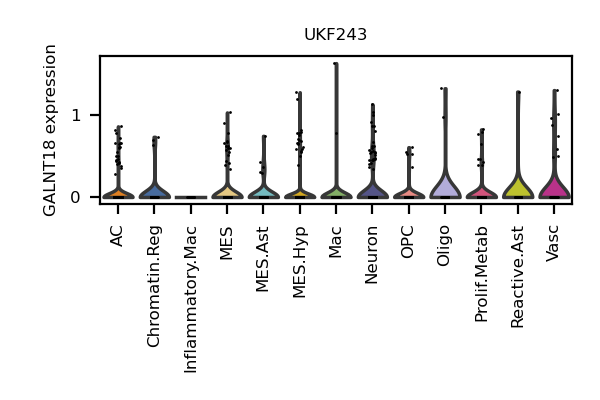 UKF243
GALNT18 expression
1
0
AC
Chromatin.Reg
Inflammatory.Mac
MES
MES.Ast
MES.Hyp
Mac
Neuron
OPC
Oligo
Prolif.Metab
Reactive.Ast
Vasc